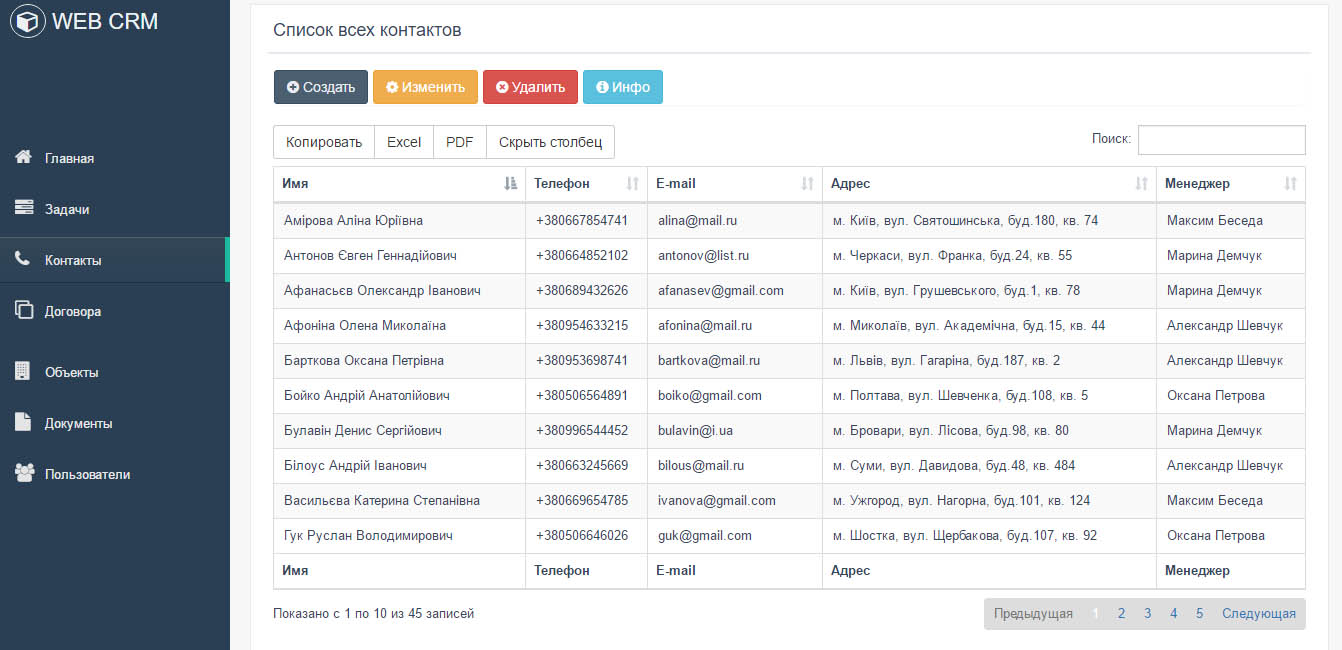 WEB CRM
Главная
Задачи
Контакты
Договора
Объекты
Документы
Пользователи
Список всех контактов
Создать Изменить Удалить Инфо
Копировать Excel PDF Скрыть столбец Поиск:
Имя Телефон E-mail Адрес Менеджер
Амірова Аліна Юріївна +380667854741 alina@mail.ru м. Київ, вул. Святошинська, буд.180, кв. 74 Максим Беседа
Антонов Євген Геннадійович +380664852102 antonov@list.ru м. Черкаси, вул. Франка, буд.24, кв. 55 Марина Демчук
Афанасьєв Олександр Іванович +380689432626 afanasev@gmail.com м. Київ, вул. Грушевського, буд.1, кв. 78 Марина Демчук
Афоніна Олена Миколаїна +380954633215 afonina@mail.ru м. Миколаїв, вул. Академічна, буд.15, кв. 44 Александр Шевчук
Барткова Оксана Петрівна +380953698741 bartkova@mail.ru м. Львів, вул. Гагаріна, буд.187, кв. 2 Александр Шевчук
Бойко Андрій Анатолійович +380506564891 boiko@gmail.com м. Полтава, вул. Шевченка, буд.108, кв. 5 Оксана Петрова
Булавін Денис Сергійович +380996544452 bulavin@i.ua м. Бровари, вул. Лісова, буд.98, кв. 80 Марина Демчук
Білоус Андрій Іванович +380663245669 bilous@mail.ru м. Суми, вул. Давидова, буд.48, кв. 484 Александр Шевчук
Васильєва Катерина Степанівна +380669654785 ivanova@gmail.com м. Ужгород, вул. Нагорна, буд.101, кв. 124 Максим Беседа
Гук Руслан Володимирович +380506646026 guk@gmail.com м. Шостка, вул. Щербакова, буд.107, кв. 92 Оксана Петрова
Имя Телефон E-mail Адрес Менеджер
Показано с 1 по 10 из 45 записей Предыдущая 1 2 3 4 5 Следующая